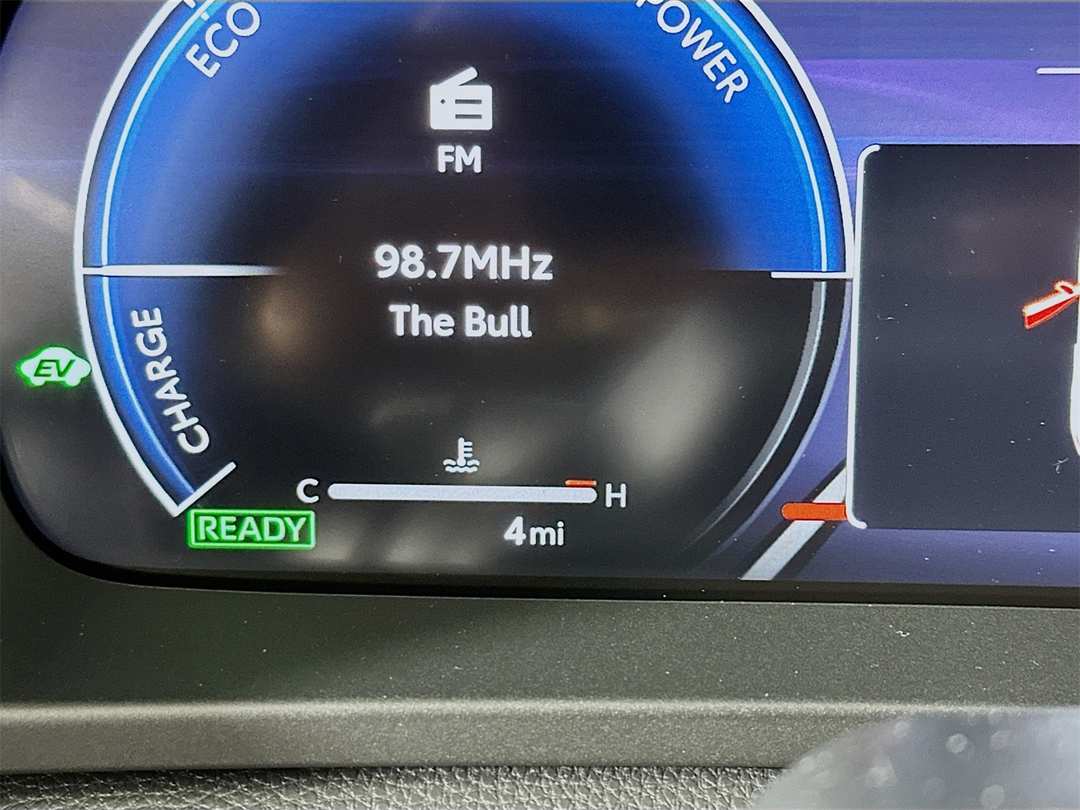 ECO
POWER
FM
98.7MHz
The Bull
CHARGE
EV
C
H
READY
4mi